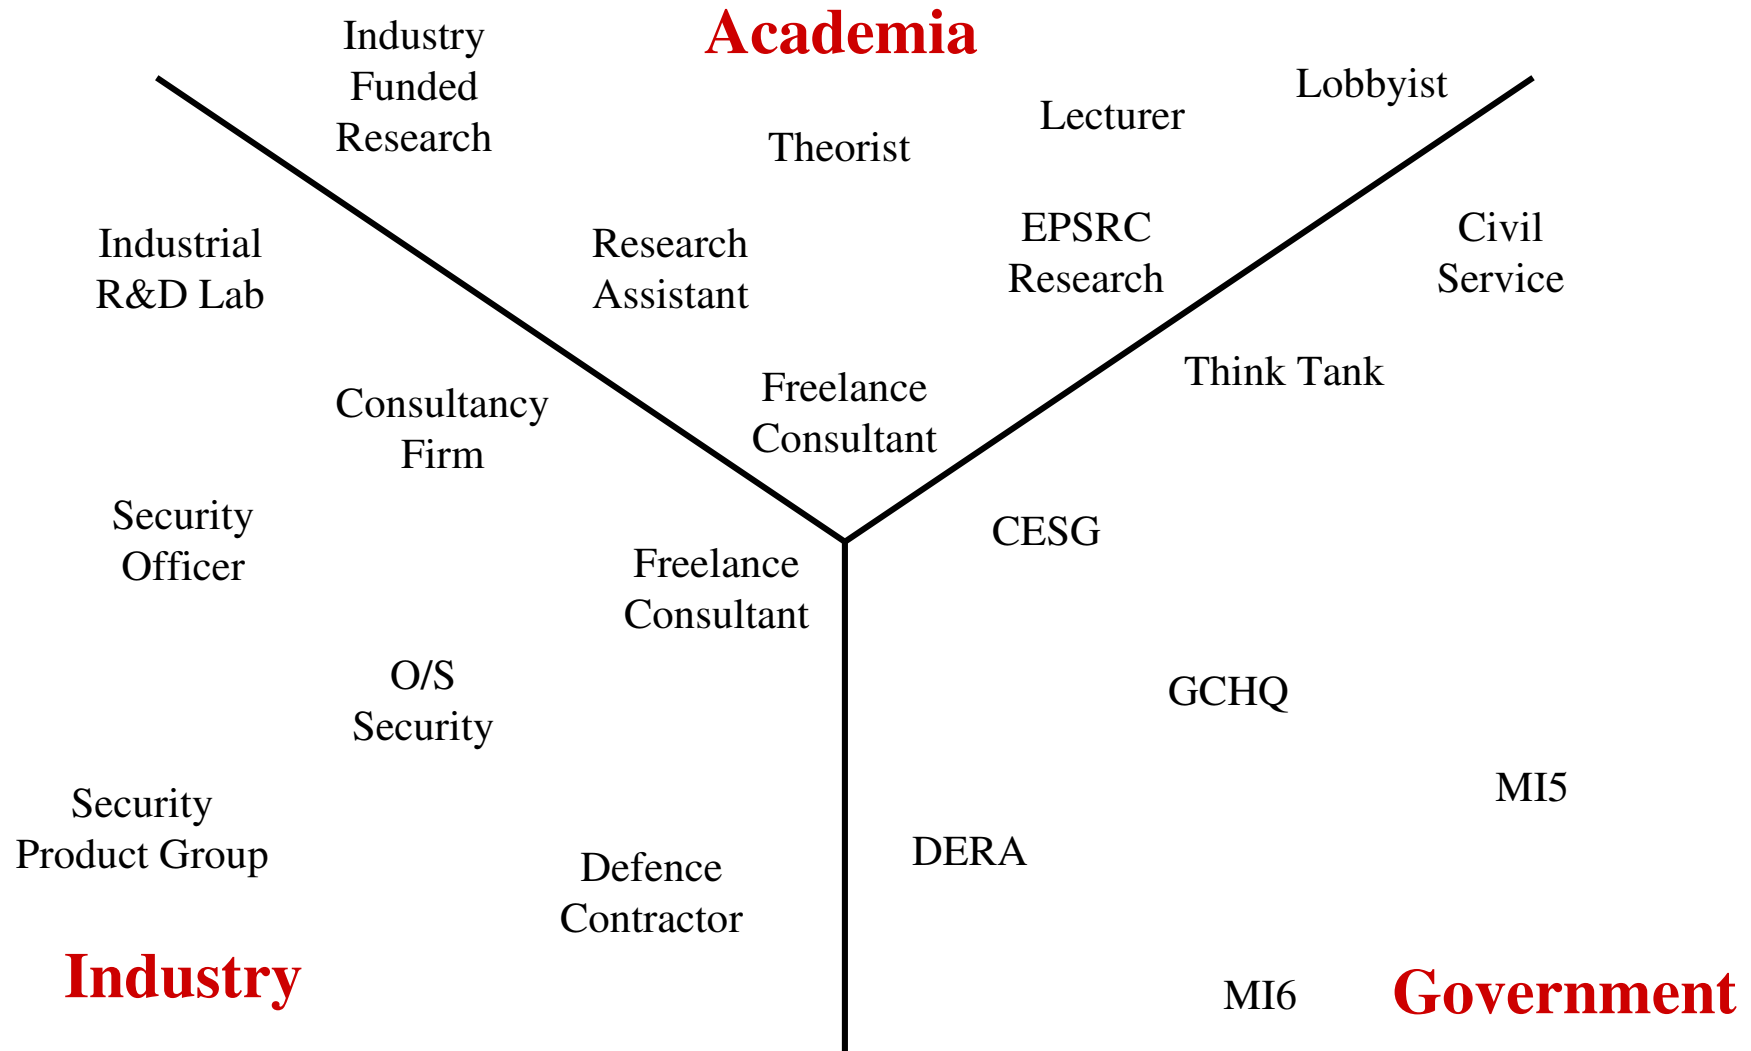 Academia
Industry
Funded
Research
Theorist
Lecturer
Lobbyist
Research
Assistant
EPSRC
Research
Freelance
Consultant
Industrial
R&D Lab
Consultancy
Firm
Security
Officer
Freelance
Consultant
O/S
Security
Security
Product Group
Defence
Contractor
Industry
Civil
Service
Think Tank
CESG
GCHQ
MI5
DERA
MI6
Government